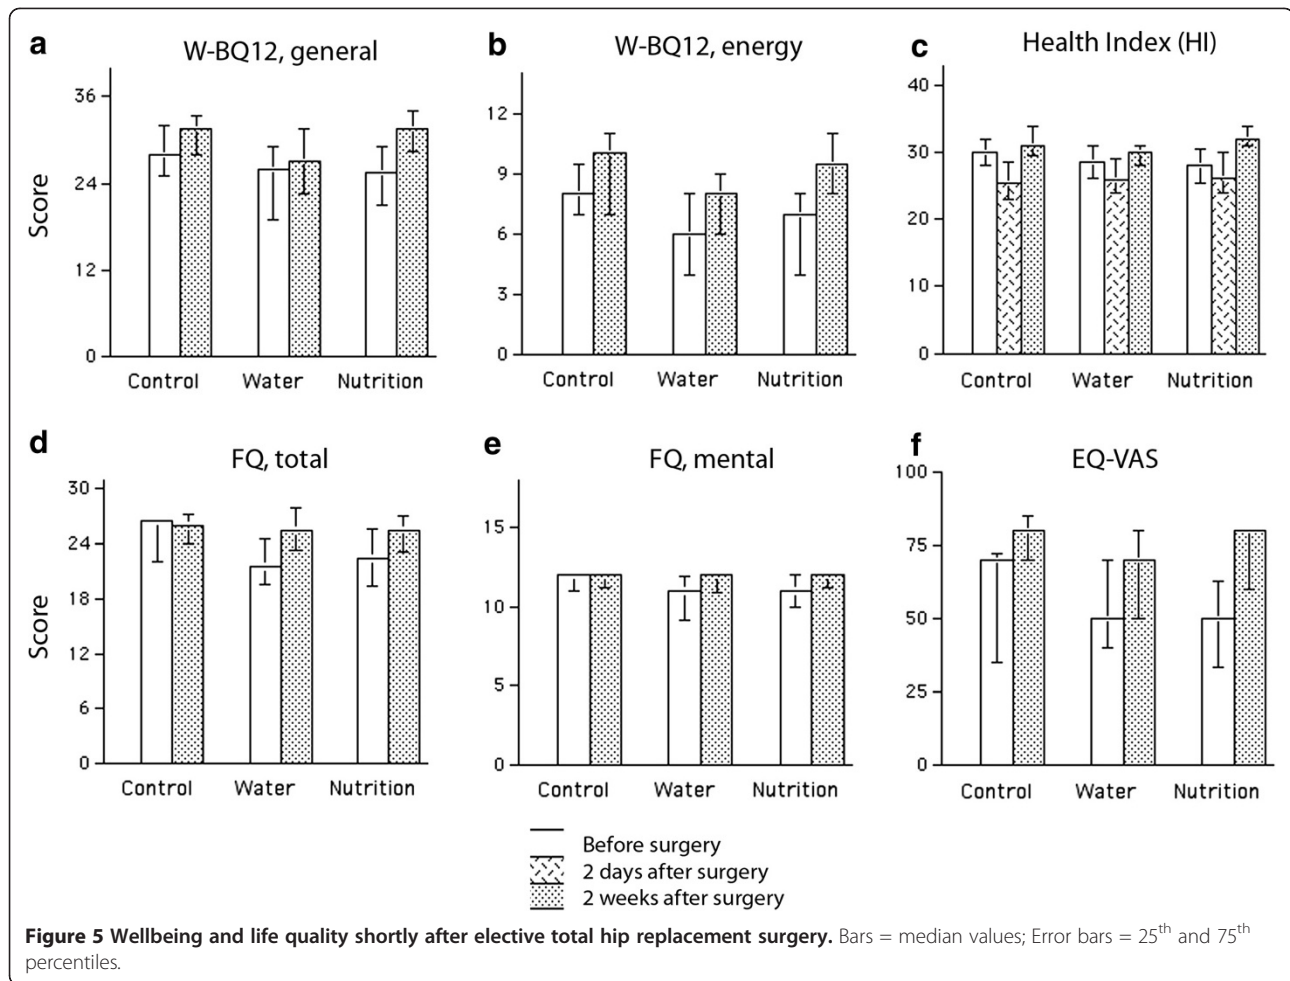 a
W-BQ12, general
36
24
12
0
Score
Control Water Nutrition
b
W-BQ12, energy
12
9
6
3
0
Control Water Nutrition
c
Health Index (HI)
40
30
20
10
0
Control Water Nutrition
d
FQ, total
30
24
18
12
6
0
Score
Control Water Nutrition
e
FQ, mental
15
10
5
0
Control Water Nutrition
f
EQ-VAS
100
75
50
25
0
Control Water Nutrition
Before surgery
2 days after surgery
2 weeks after surgery
Figure 5 Wellbeing and life quality shortly after elective total hip replacement surgery. Bars = median values; Error bars = 25th and 75th
percentiles.